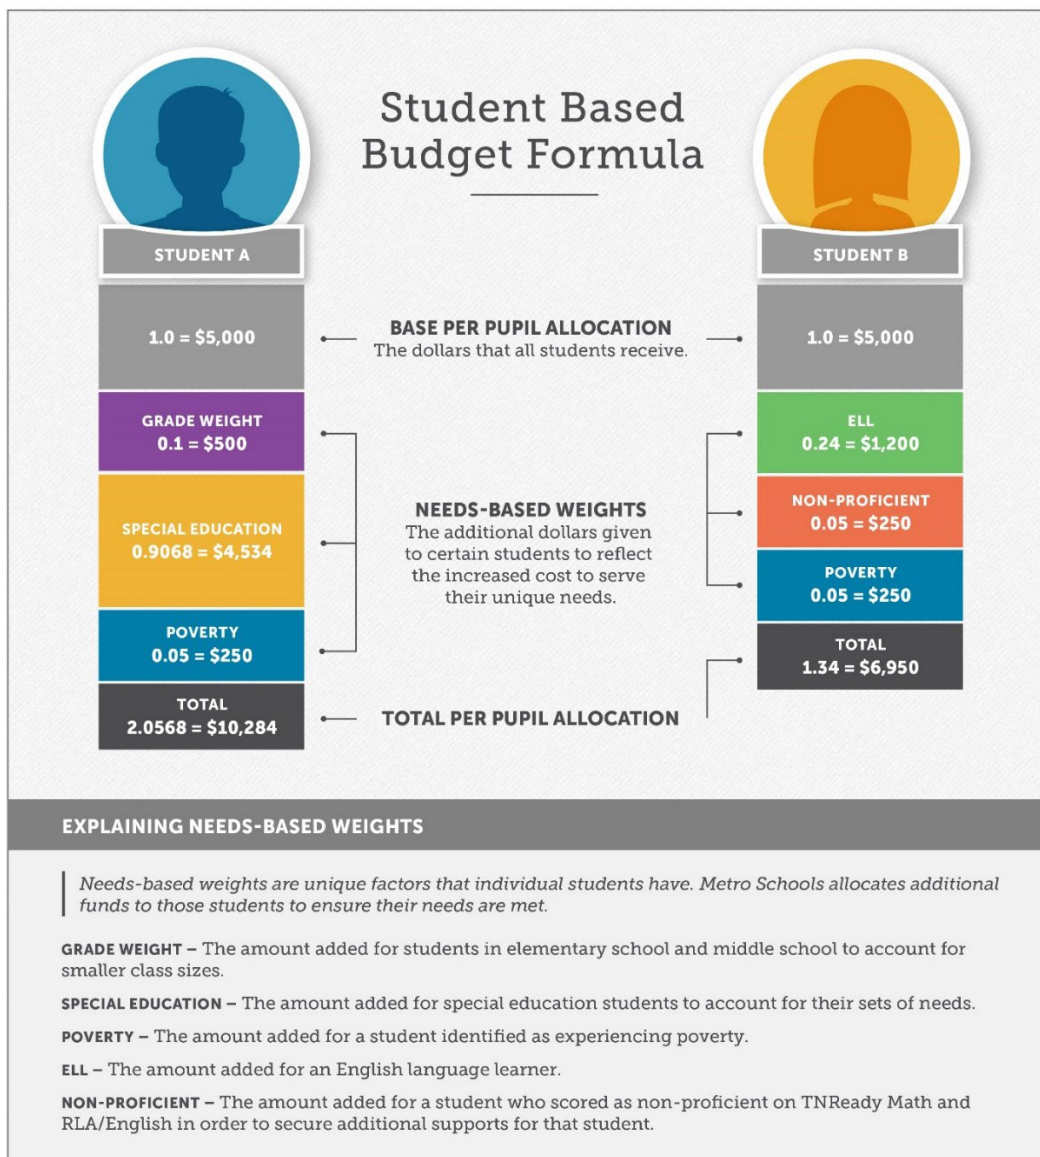 Student Based
Budget Formula
STUDENT A
1.0 = $5,000
GRADE WEIGHT
0.1 = $500
SPECIAL EDUCATION
0.9068 = $4,534
POVERTY
0.05 = $250
TOTAL
2.0568 = $10,284
BASE PER PUPIL ALLOCATION
The dollars that all students receive.
NEEDS-BASED WEIGHTS
The additional dollars given
to certain students to reflect
the increased cost to serve
their unique needs.
TOTAL PER PUPIL ALLOCATION
STUDENT B
1.0 = $5,000
ELL
0.24 = $1,200
NON-PROFICIENT
0.05 = $250
POVERTY
0.05 = $250
TOTAL
1.34 = $6,950
EXPLAINING NEEDS-BASED WEIGHTS
Needs-based weights are unique factors that individual students have. Metro Schools allocates additional
funds to those students to ensure their needs are met.
GRADE WEIGHT – The amount added for students in elementary school and middle school to account for
smaller class sizes.
SPECIAL EDUCATION – The amount added for special education students to account for their sets of needs.
POVERTY – The amount added for a student identified as experiencing poverty.
ELL – The amount added for an English language learner.
NON-PROFICIENT – The amount added for a student who scored as non-proficient on TNReady Math and
RLA/English in order to secure additional supports for that student.